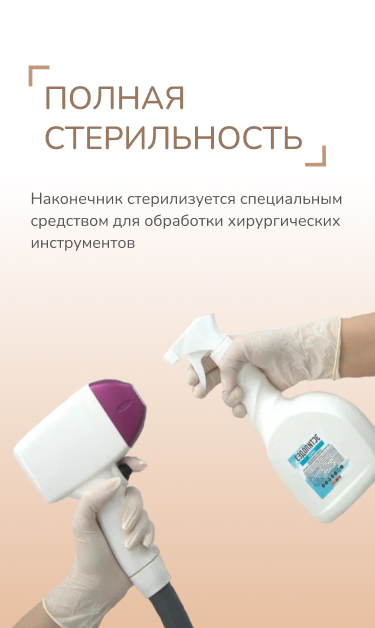 ПОЛНАЯ
СТЕРИЛЬНОСТЬ
Наконечник стерилизуется специальным
средством для обработки хирургических
инструментов